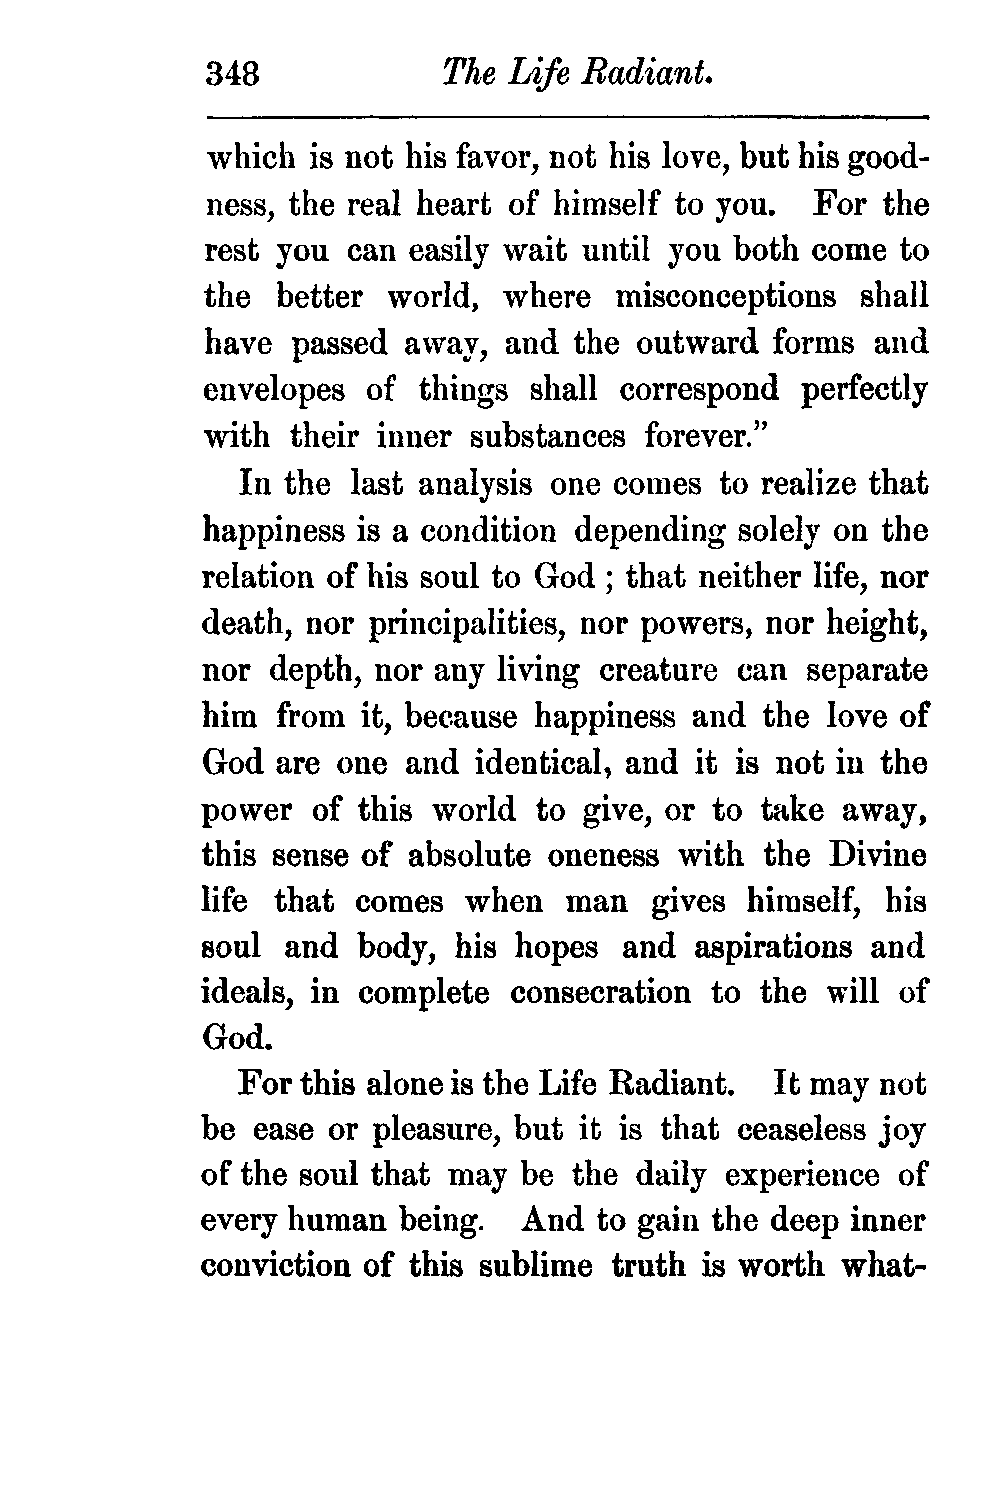 348 The Life Radiant.
which is not his favor, not his love, but his good-
ness, the real heart of himself to you. For the
rest you can easily wait until you both come to
the better world, where misconceptions shall
have passed away, and the outward forms and
envelopes of things shall correspond perfectly
with their inner substances forever.”
In the last analysis one comes to realize that
happiness is a condition depending solely on the
relation of his soul to God ; that neither life, nor
death, nor principalities, nor powers, nor height,
nor depth, nor any living creature can separate
him from it, because happiness and the love of
God are one and identical, and it is not in the
power of this world to give, or to take away,
this sense of absolute oneness with the Divine
life that comes when man gives himself, his
soul and body, his hopes and aspirations and
ideals, in complete consecration to the will of
God.
For this alone is the Life Radiant. It may not
be ease or pleasure, but it is that ceaseless joy
of the soul that may be the daily experience of
every human being. And to gain the deep inner
conviction of this sublime truth is worth what-